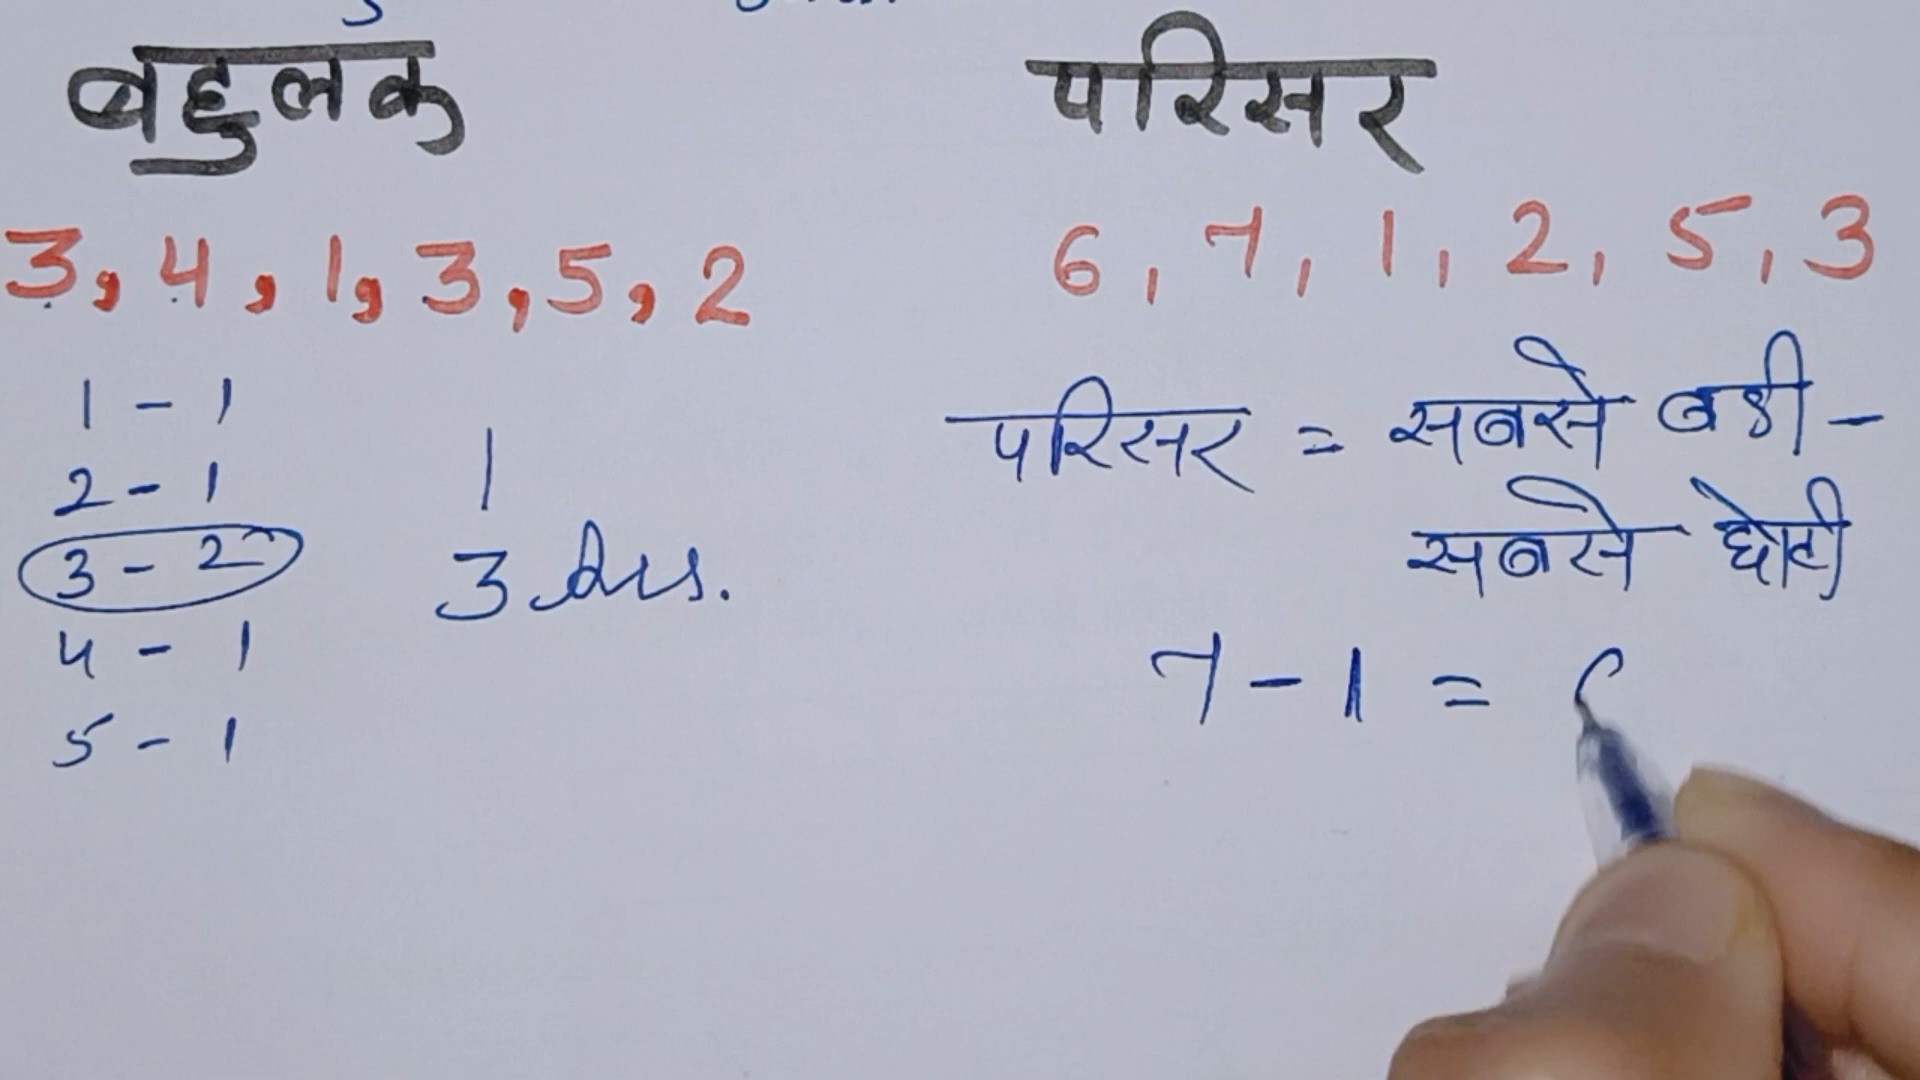 बहुलक
3, 4, 1, 3, 5, 2
1 - 1
2 - 1
3 - 2
4 - 1
5 - 1
1
3 Ans.
परिसर
6, 7, 1, 2, 5, 3
परिसर = सबसे बडी -
सबसे छोटी
7 - 1 =